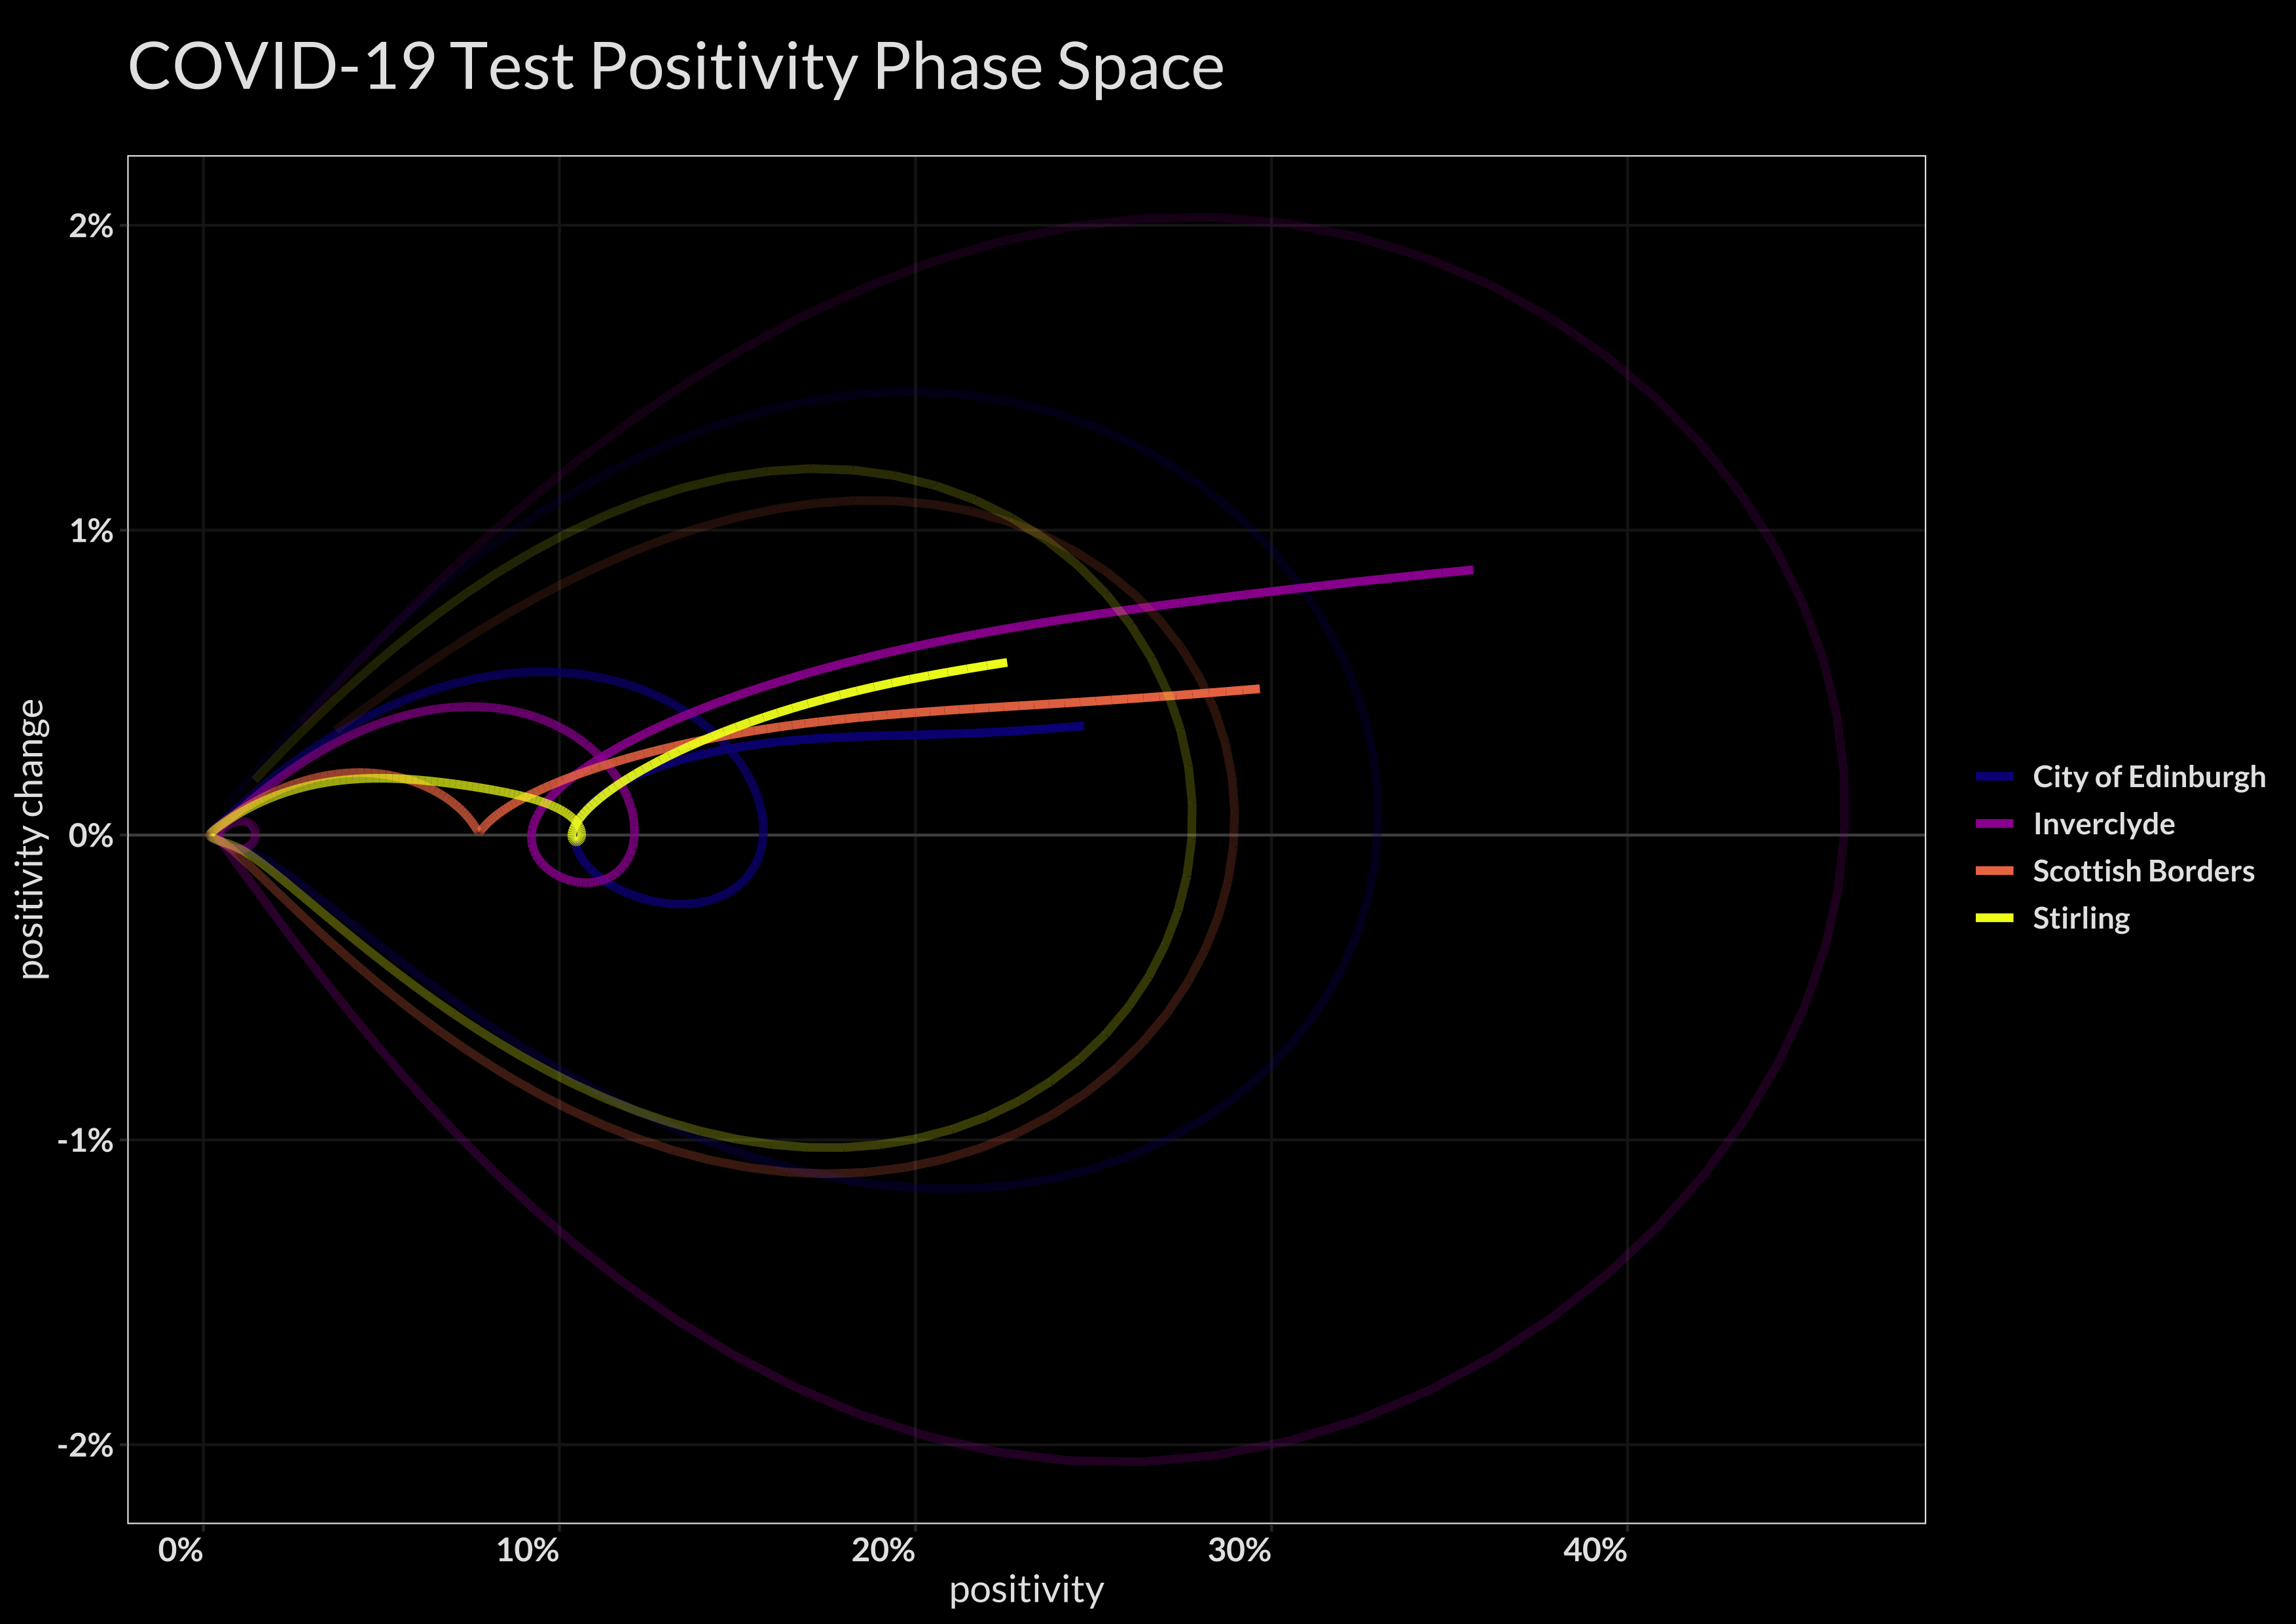 COVID-19 Test Positivity Phase Space
2%
1%
0%
-1%
-2%
positivity change
0%
10%
20%
30%
40%
positivity
City of Edinburgh
Inverclyde
Scottish Borders
Stirling